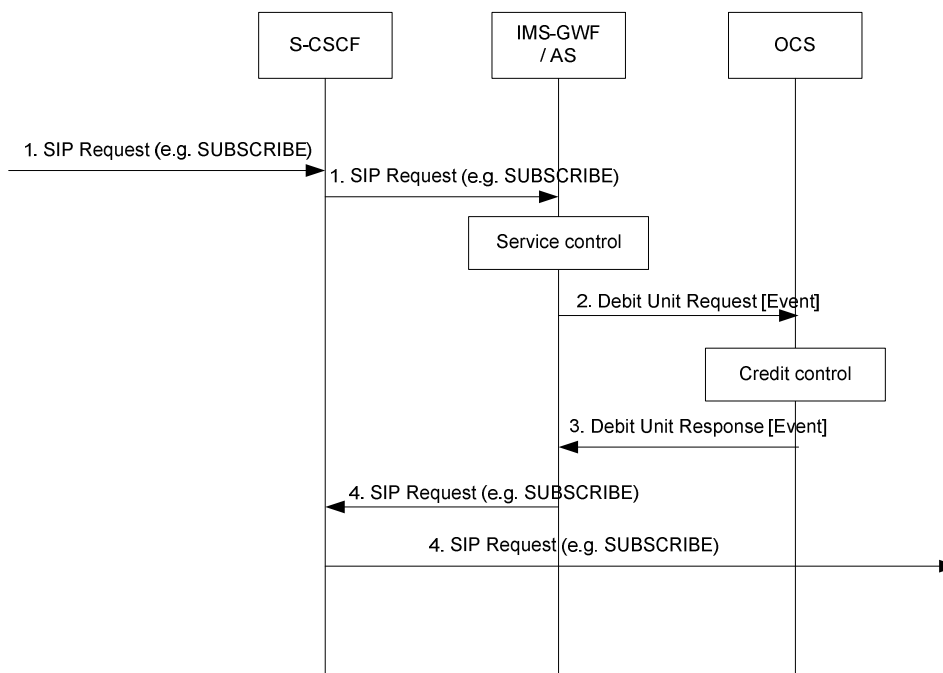 S-CSCF
IMS-GWF
/ AS
OCS
1. SIP Request (e.g. SUBSCRIBE)
1. SIP Request (e.g. SUBSCRIBE)
Service control
2. Debit Unit Request [Event]
Credit control
3. Debit Unit Response [Event]
4. SIP Request (e.g. SUBSCRIBE)
4. SIP Request (e.g. SUBSCRIBE)